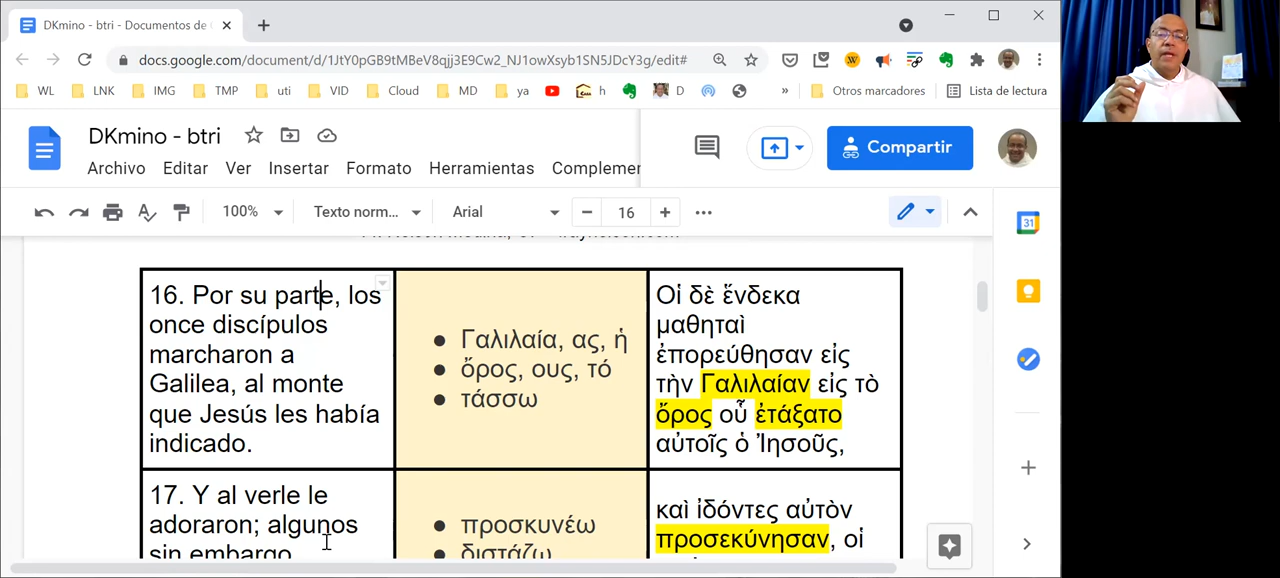 DKmino - btri - Documentos de
docs.google.com/document/d/1JtY0pGB9tMBeV8qjj3E9Cw2_NJ1owXsyb1SN5JDcY3g/edit#
WL LNK IMG TMP uti VID Cloud MD ya h D » Otros marcadores Lista de lectura
DKmino - btri
Compartir
Archivo Editar Ver Insertar Formato Herramientas Complemen
100% Texto norm... Arial 16
31
16. Por su parte, los
once discípulos
marcharon a
Galilea, al monte
que Jesús les había
indicado.
Γαλιλαία, ας, ἡ
ὄρος, ους, τό
τάσσω
Οἱ δὲ ἕνδεκα
μαθηταὶ
ἐπορεύθησαν εἰς
τὴν Γαλιλαίαν εἰς τὸ
ὄρος οὗ ἐτάξατο
αὐτοῖς ὁ Ἰησοῦς,
17. Y al verle le
adoraron; algunos
sin embargo
προσκυνέω
διστάζω
καὶ ἰδόντες αὐτὸν
προσεκύνησαν, οἱ